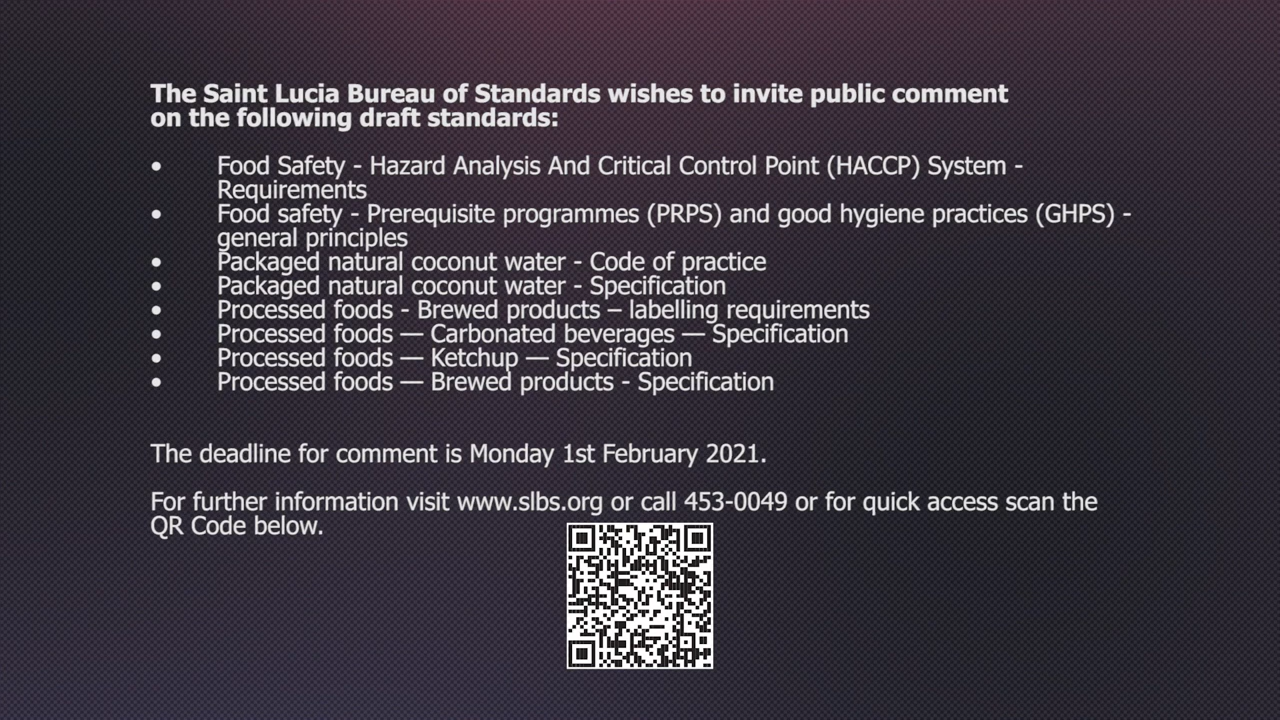 The Saint Lucia Bureau of Standards wishes to invite public comment
on the following draft standards:
• Food Safety - Hazard Analysis And Critical Control Point (HACCP) System -
Requirements
• Food safety - Prerequisite programmes (PRPS) and good hygiene practices (GHPS) -
general principles
• Packaged natural coconut water - Code of practice
• Packaged natural coconut water - Specification
• Processed foods - Brewed products – labelling requirements
• Processed foods — Carbonated beverages — Specification
• Processed foods — Ketchup — Specification
• Processed foods — Brewed products - Specification
The deadline for comment is Monday 1st February 2021.
For further information visit www.slbs.org or call 453-0049 or for quick access scan the
QR Code below.